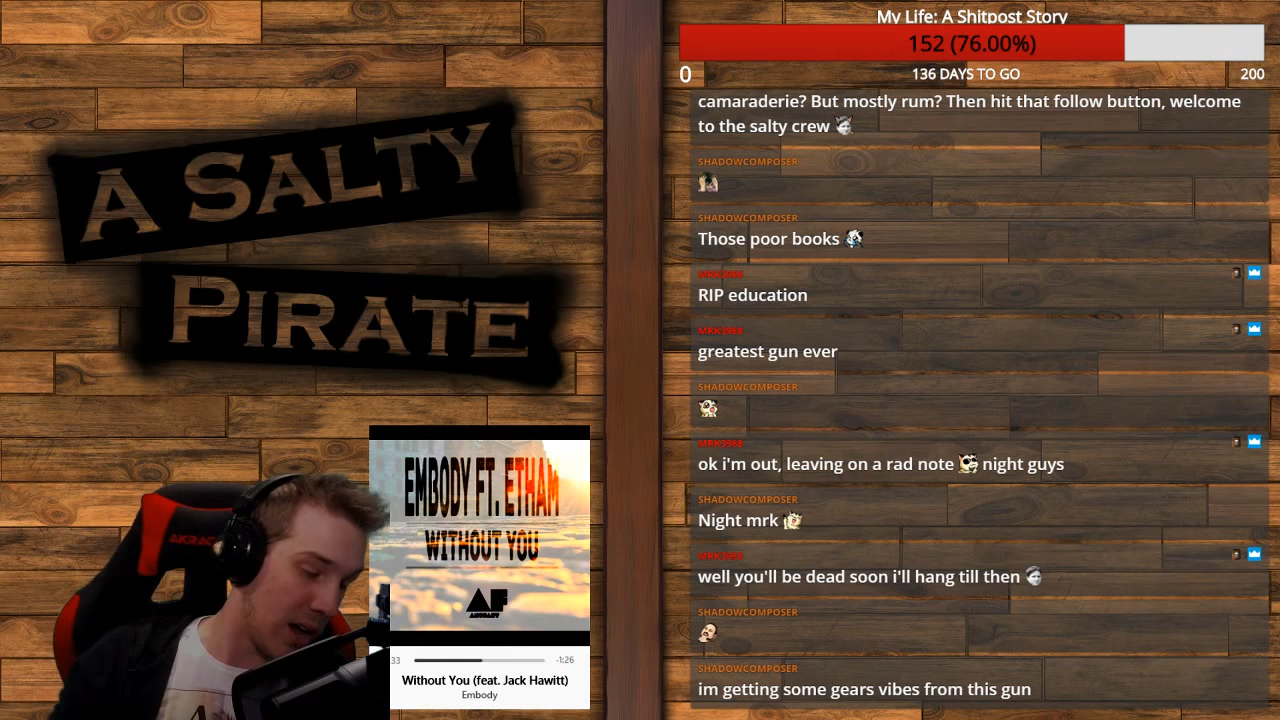 My Life: A Shitpost Story
152 (76.00%)
0
136 DAYS TO GO
200
camaraderie? But mostly rum? Then hit that follow button, welcome
to the salty crew
SHADOWCOMPOSER
SHADOWCOMPOSER
Those poor books
MRK3988
RIP education
MRK3988
greatest gun ever
SHADOWCOMPOSER
MRK3988
ok i'm out, leaving on a rad note night guys
SHADOWCOMPOSER
Night mrk
MRK3988
well you'll be dead soon i'll hang till then
SHADOWCOMPOSER
SHADOWCOMPOSER
im getting some gears vibes from this gun
A SALTY
PIRATE
EMBODY FT. ETHAM
WITHOUT YOU
33
-1:26
Without You (feat. Jack Hawitt)
Embody